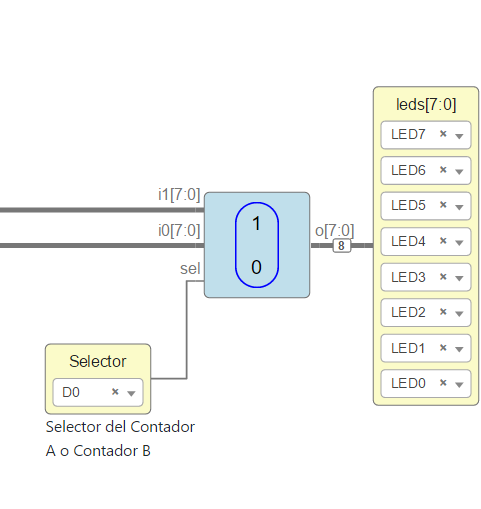 leds[7:0]
LED7
LED6
i1[7:0]
LED5
1
i0[7:0]
o[7:0]
8
LED4
sel
0
LED3
LED2
LED1
LED0
Selector
D0
Selector del Contador
A o Contador B